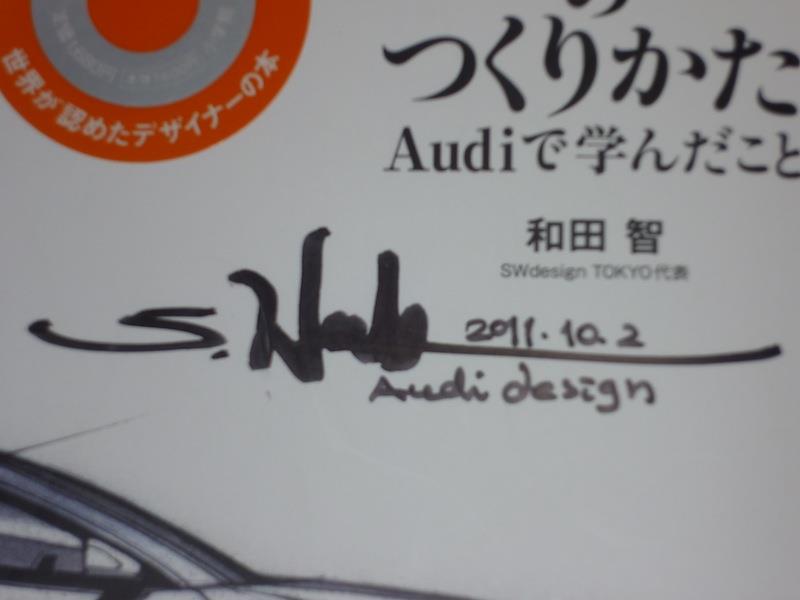 の
つくりかた
Audiで学んだこと
世界が認めたデザイナーの本
和田 智
SWdesign TOKYO代表
S. Wada 2011.10.2
Audi design